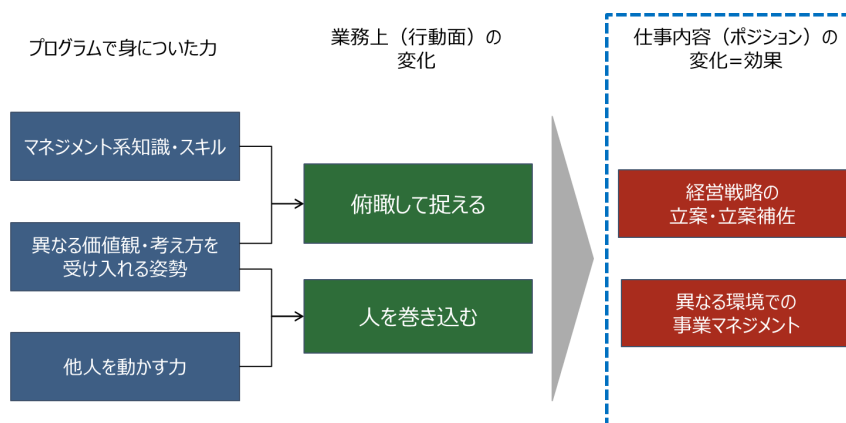 プログラムで身についた力
業務上（行動面）の
変化
仕事内容（ポジション）の
変化=効果
マネジメント系知識・スキル
異なる価値観・考え方を
受け入れる姿勢
他人を動かす力
俯瞰して捉える
人を巻き込む
経営戦略の
立案・立案補佐
異なる環境での
事業マネジメント